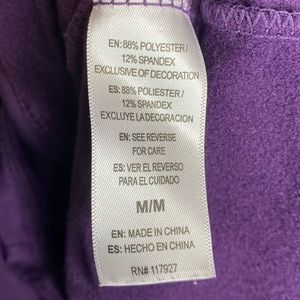 EN: 88% POLYESTER /
12% SPANDEX
EXCLUSIVE OF DECORATION
ES: 88% POLIESTER /
12% SPANDEX
EXCLUYE LA DECORACION
EN: SEE REVERSE
FOR CARE
ES: VER EL REVERSO
PARA EL CUIDADO
M/M
EN: MADE IN CHINA
ES: HECHO EN CHINA
RN# 117927